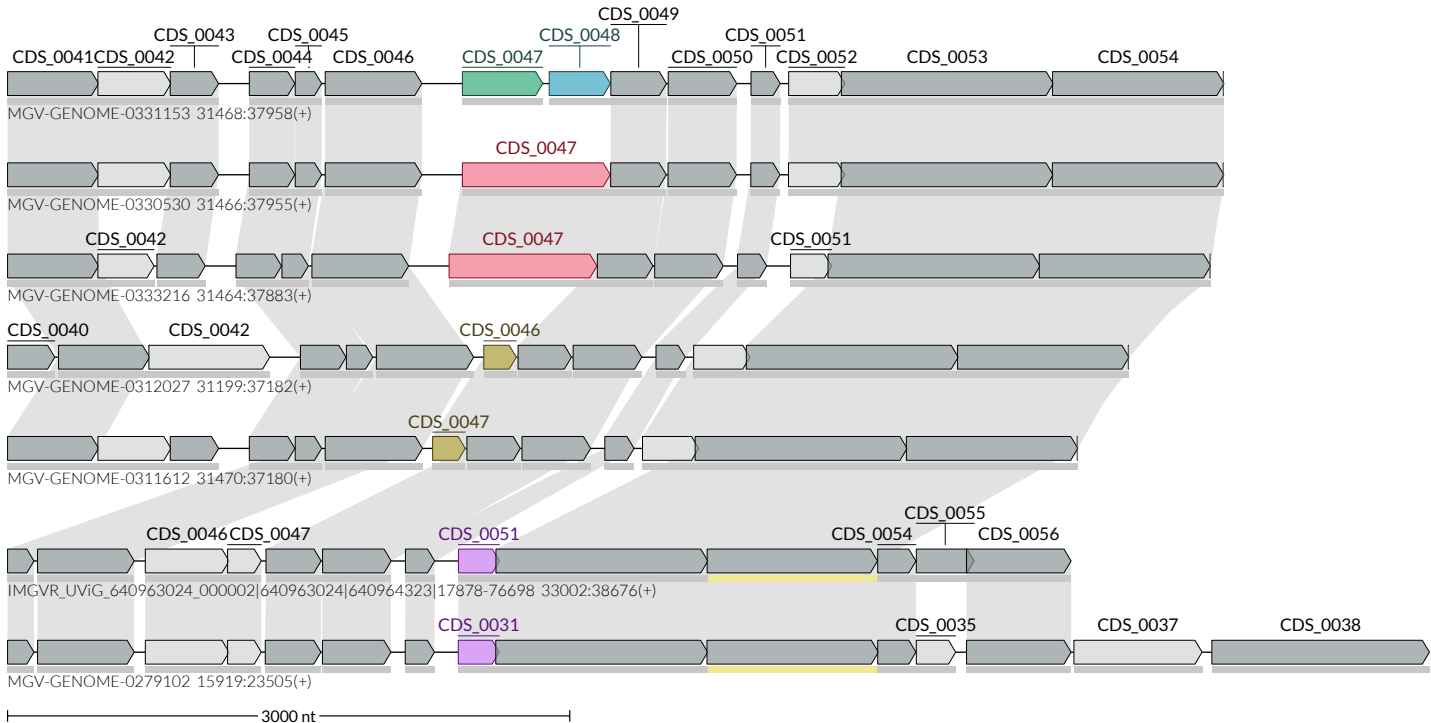 CDS_0049
CDS_0043 CDS_0045 CDS_0048 CDS_0051
CDS_0041 CDS_0042 CDS_0044 CDS_0046 CDS_0047 CDS_0050 CDS_0052 CDS_0053 CDS_0054
MGV-GENOME-0331153 31468:37958(+)
CDS_0047
MGV-GENOME-0330530 31466:37955(+)
CDS_0042 CDS_0047 CDS_0051
MGV-GENOME-0333216 31464:37883(+)
CDS_0040 CDS_0042 CDS_0046
MGV-GENOME-0312027 31199:37182(+)
CDS_0047
MGV-GENOME-0311612 31470:37180(+)
CDS_0055
CDS_0046 CDS_0047 CDS_0051 CDS_0054 CDS_0056
IMGVR_UViG_640963024_000002|640963024|640964323|17878-76698 33002:38676(+)
CDS_0031 CDS_0035 CDS_0037 CDS_0038
MGV-GENOME-0279102 15919:23505(+)
3000 nt